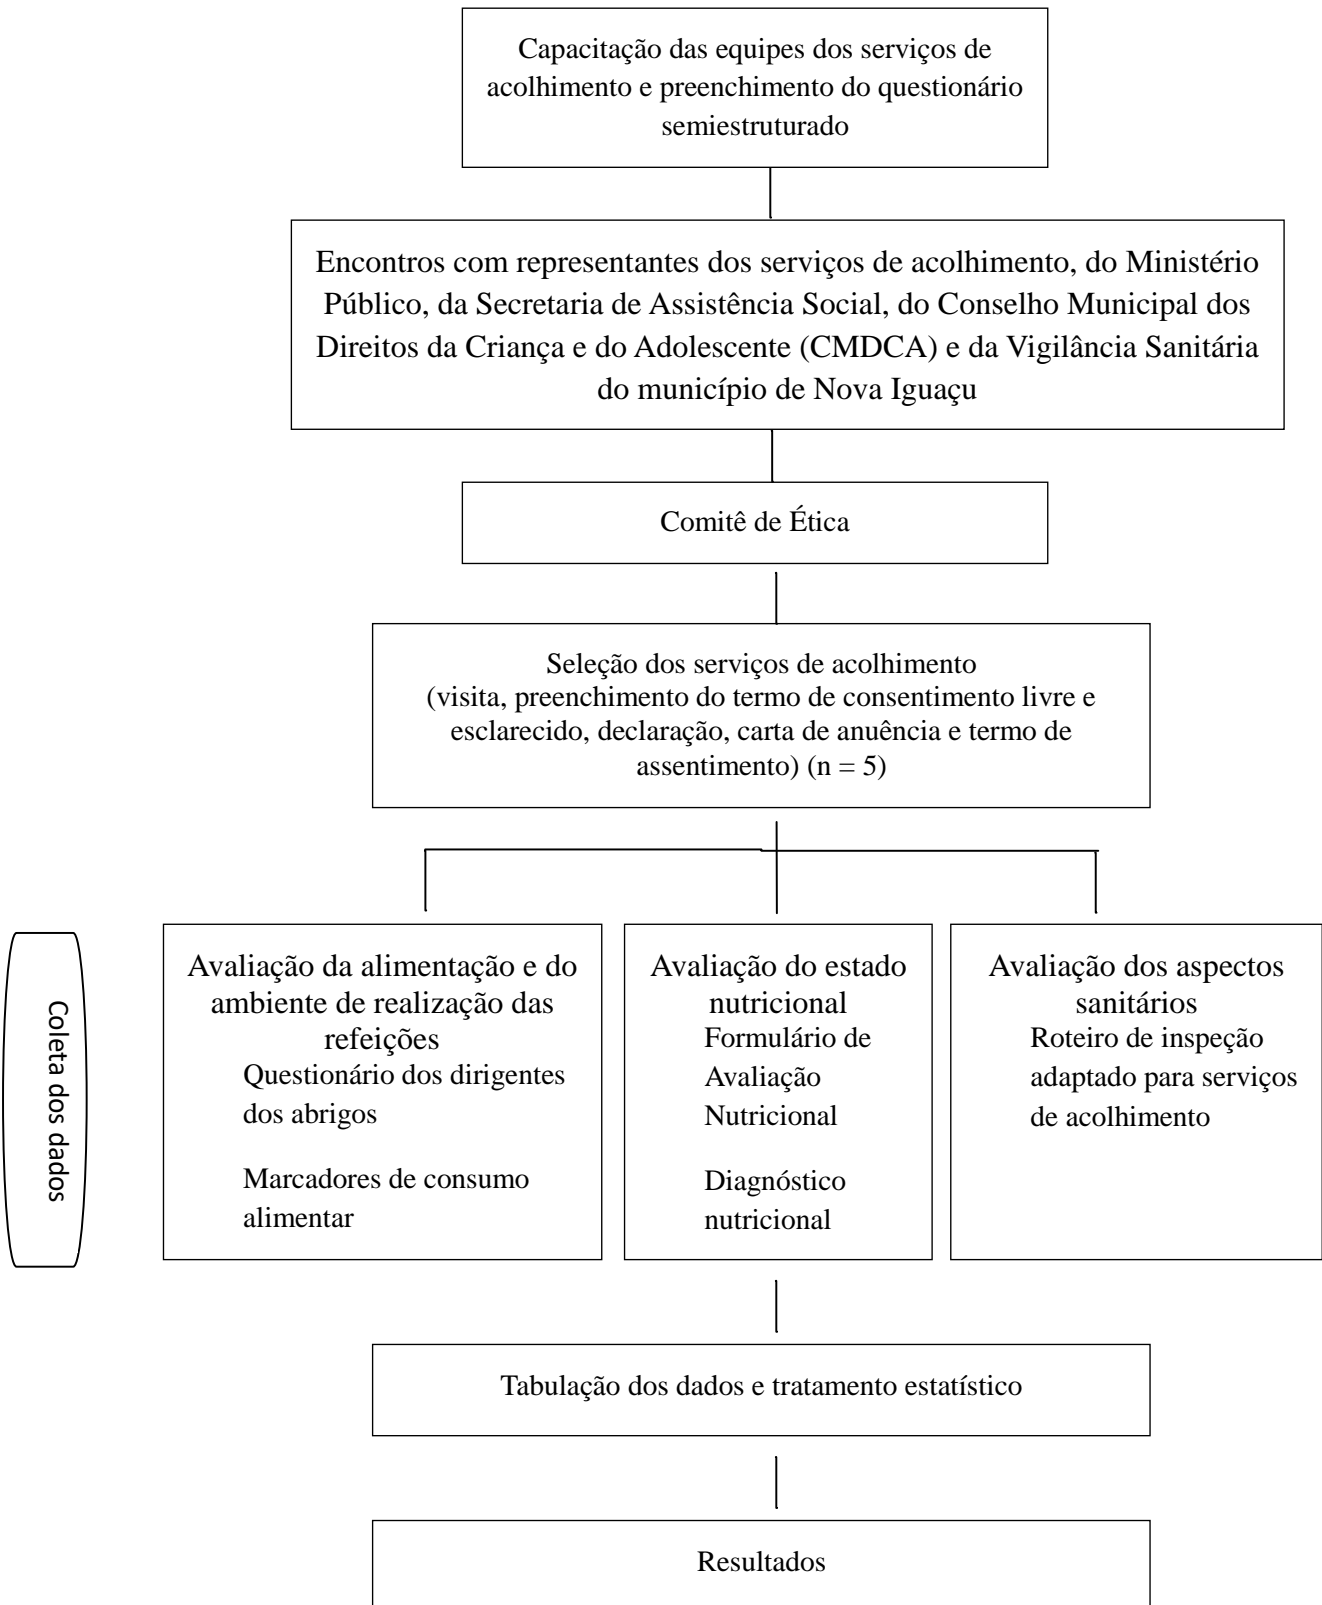 Capacitação das equipes dos serviços de
acolhimento e preenchimento do questionário
semiestruturado
Encontros com representantes dos serviços de acolhimento, do Ministério
Público, da Secretaria de Assistência Social, do Conselho Municipal dos
Direitos da Criança e do Adolescente (CMDCA) e da Vigilância Sanitária
do município de Nova Iguaçu
Comitê de Ética
Seleção dos serviços de acolhimento
(visita, preenchimento do termo de consentimento livre e
esclarecido, declaração, carta de anuência e termo de
assentimento) (n = 5)
Coleta dos dados
Avaliação da alimentação e do
ambiente de realização das
refeições
Questionário dos dirigentes
dos abrigos
Marcadores de consumo
alimentar
Avaliação do estado
nutricional
Formulário de
Avaliação
Nutricional
Diagnóstico
nutricional
Avaliação dos aspectos
sanitários
Roteiro de inspeção
adaptado para serviços
de acolhimento
Tabulação dos dados e tratamento estatístico
Resultados